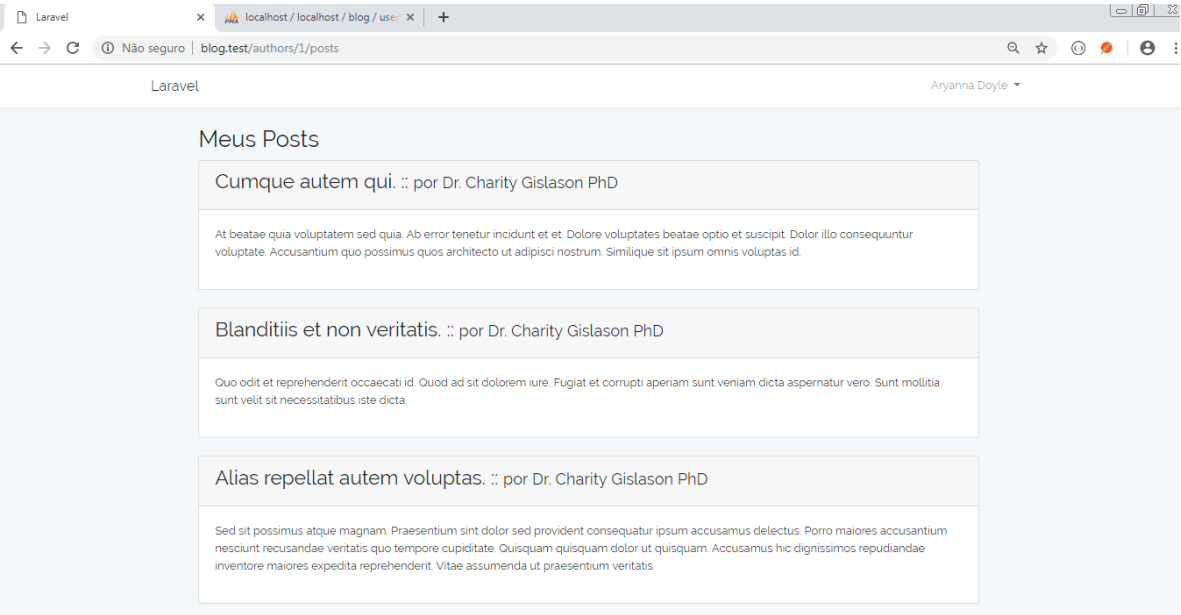 Laravel
localhost / localhost / blog / user
Não seguro
blog.test/authors/1/posts
Laravel
Aryanna Doyle
Meus Posts
Cumque autem qui. :: por Dr. Charity Gislason PhD
At beatae quia voluptatem sed quia. Ab error tenetur incidunt et et. Dolore voluptates beatae optio et suscipit. Dolor illo consequuntur
voluptate. Accusantium quo possimus quos architecto ut adipisci nostrum. Similique sit ipsum omnis voluptas id.
Blanditiis et non veritatis. :: por Dr. Charity Gislason PhD
Quo odit et reprehenderit occaecati id. Quod ad sit dolorem iure. Fugiat et corrupti aperiam sunt veniam dicta aspernatur vero. Sunt mollitia
sunt velit sit necessitatibus iste dicta.
Alias repellat autem voluptas. :: por Dr. Charity Gislason PhD
Sed sit possimus atque magnam. Praesentium sint dolor sed provident consequatur ipsum accusamus delectus. Porro maiores accusantium
nesciunt recusandae veritatis quo tempore cupiditate. Quisquam quisquam dolor ut quisquam. Accusamus hic dignissimos repudiandae
inventore maiores expedita reprehenderit. Vitae assumenda ut praesentium veritatis.